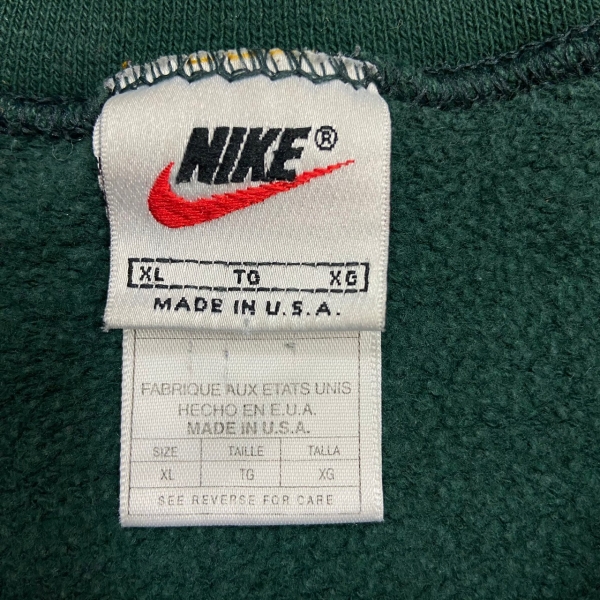 NIKE®
XL TG XG
MADE IN U.S.A.
FABRIQUE AUX ETATS UNIS
HECHO EN E.U.A.
MADE IN U.S.A.
SIZE TAILLE TALLA
XL TG XG
SEE REVERSE FOR CARE